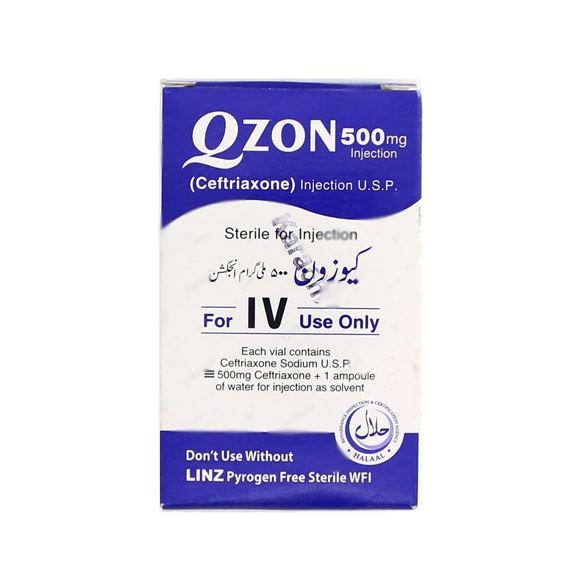 QZON 500mg
Injection
(Ceftriaxone) Injection U.S.P.
Sterile for Injection
کیوزون ۵۰۰ ملی گرام انجکشن
For IV Use Only
Each vial contains
Ceftriaxone Sodium U.S.P.
≡ 500mg Ceftriaxone + 1 ampoule
of water for injection as solvent
حلال
HALAAL
Don't Use Without
LINZ Pyrogen Free Sterile WFI